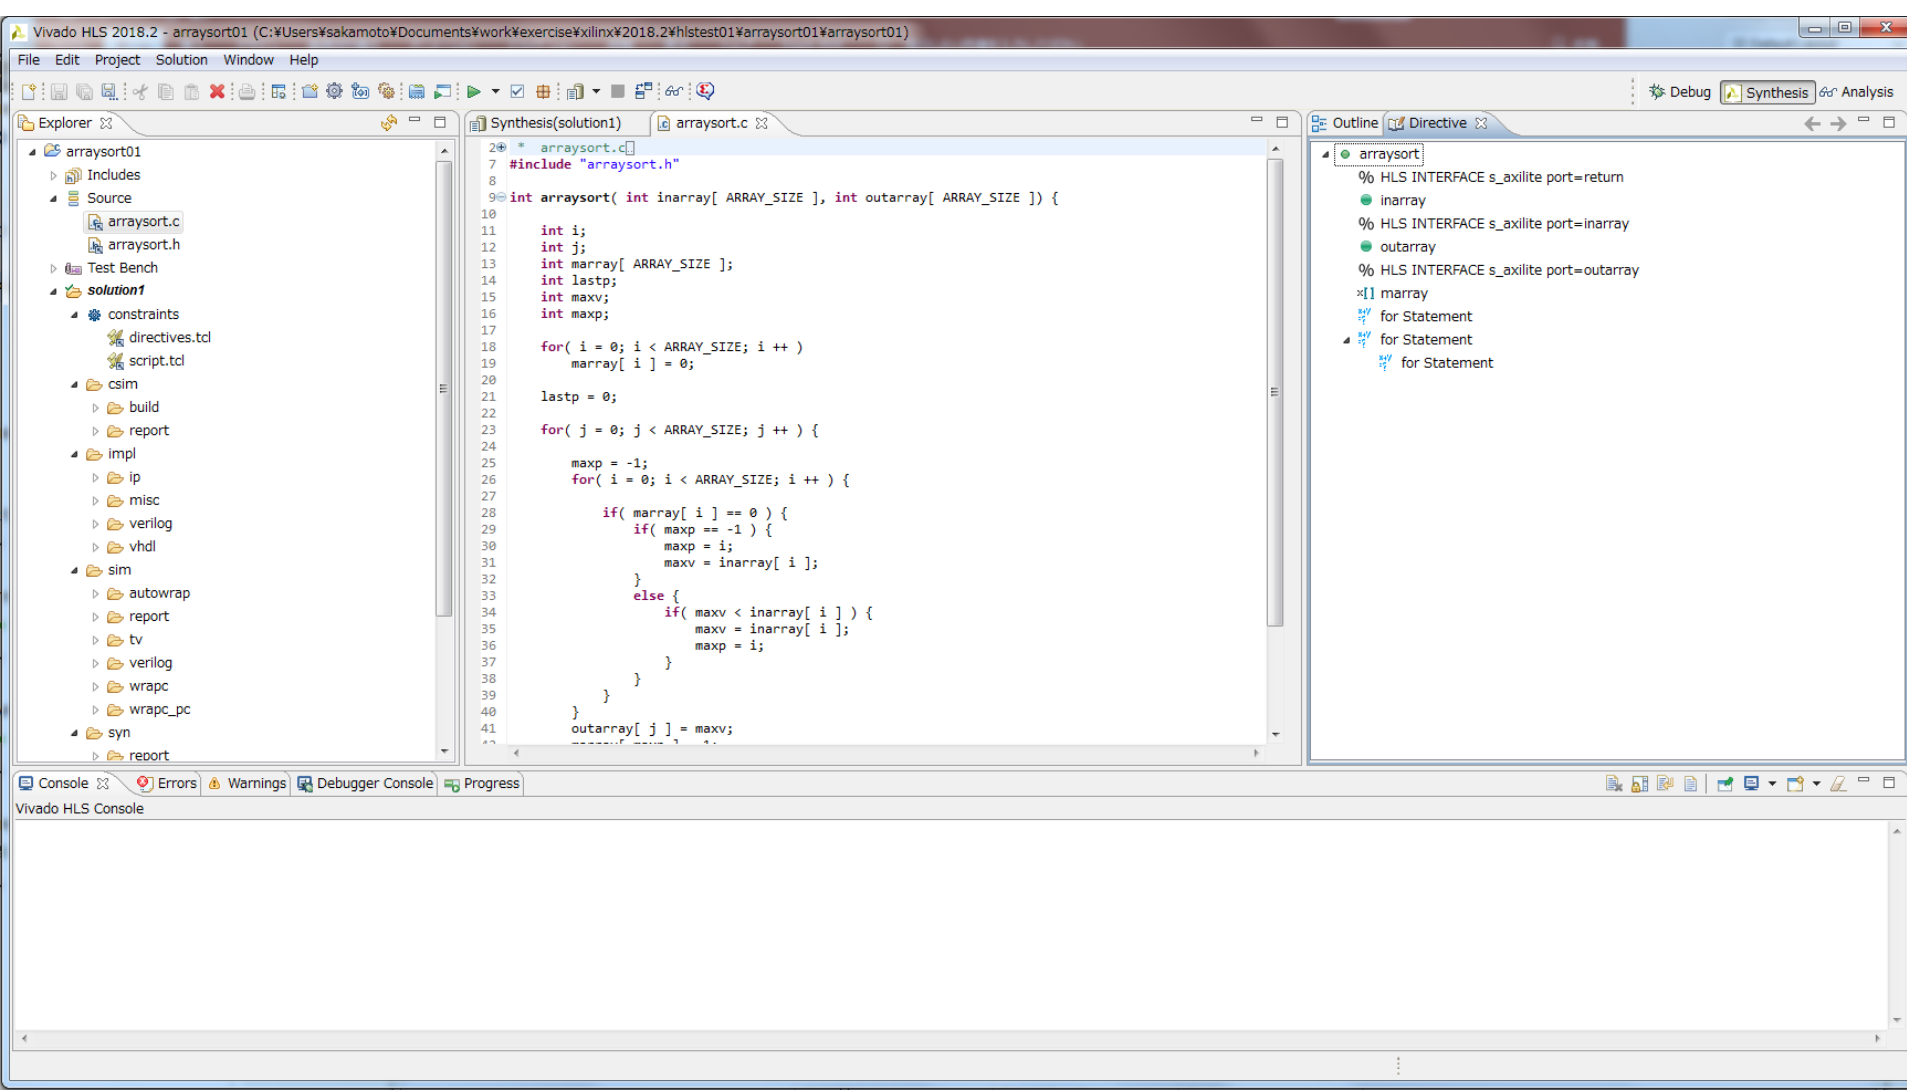 Vivado HLS 2018.2 - arraysort01 (C:¥Users¥sakamoto¥Documents¥work¥exercise¥xilinx¥2018.2¥hlstest01¥arraysort01¥arraysort01)
File Edit Project Solution Window Help
Debug Synthesis Analysis
Explorer
arraysort01
Includes
Source
arraysort.c
arraysort.h
Test Bench
solution1
constraints
directives.tcl
script.tcl
csim
build
report
impl
ip
misc
verilog
vhdl
sim
autowrap
report
tv
verilog
wrapc
wrapc_pc
syn
report
Synthesis(solution1) arraysort.c
2 * arraysort.c
7 #include "arraysort.h"
8
9 int arraysort( int inarray[ ARRAY_SIZE ], int outarray[ ARRAY_SIZE ]) {
10
11 int i;
12 int j;
13 int marray[ ARRAY_SIZE ];
14 int lastp;
15 int maxv;
16 int maxp;
17
18 for( i = 0; i < ARRAY_SIZE; i ++ )
19 marray[ i ] = 0;
20
21 lastp = 0;
22
23 for( j = 0; j < ARRAY_SIZE; j ++ ) {
24
25 maxp = -1;
26 for( i = 0; i < ARRAY_SIZE; i ++ ) {
27
28 if( marray[ i ] == 0 ) {
29 if( maxp == -1 ) {
30 maxp = i;
31 maxv = inarray[ i ];
32 }
33 else {
34 if( maxv < inarray[ i ] ) {
35 maxv = inarray[ i ];
36 maxp = i;
37 }
38 }
39 }
40 }
41 outarray[ j ] = maxv;
Outline Directive
arraysort
% HLS INTERFACE s_axilite port=return
inarray
% HLS INTERFACE s_axilite port=inarray
outarray
% HLS INTERFACE s_axilite port=outarray
×[] marray
for Statement
for Statement
for Statement
Console Errors Warnings Debugger Console Progress
Vivado HLS Console